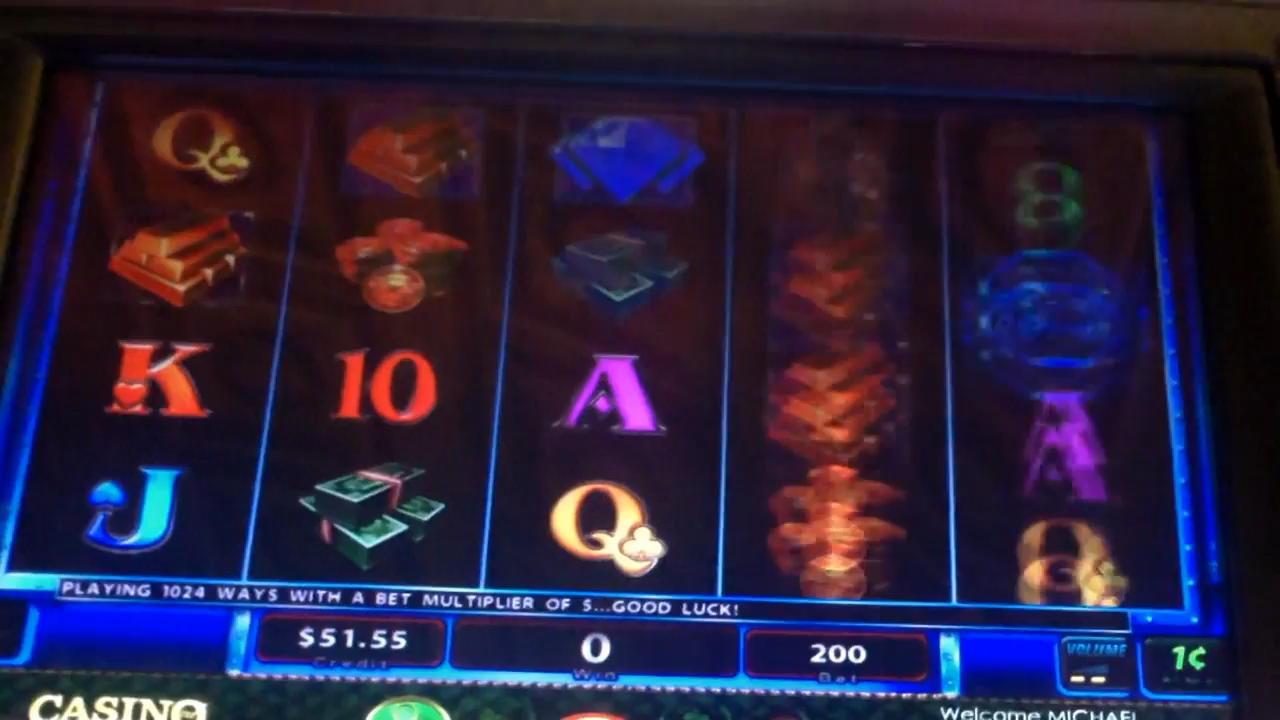 Q
8
K 10 A
A
J Q Q
PLAYING 1024 WAYS WITH A BET MULTIPLIER OF 5...GOOD LUCK!
$51.55 0 200 VOLUME 1¢
Credit Win Bet
CASINO Welcome MICHAEL